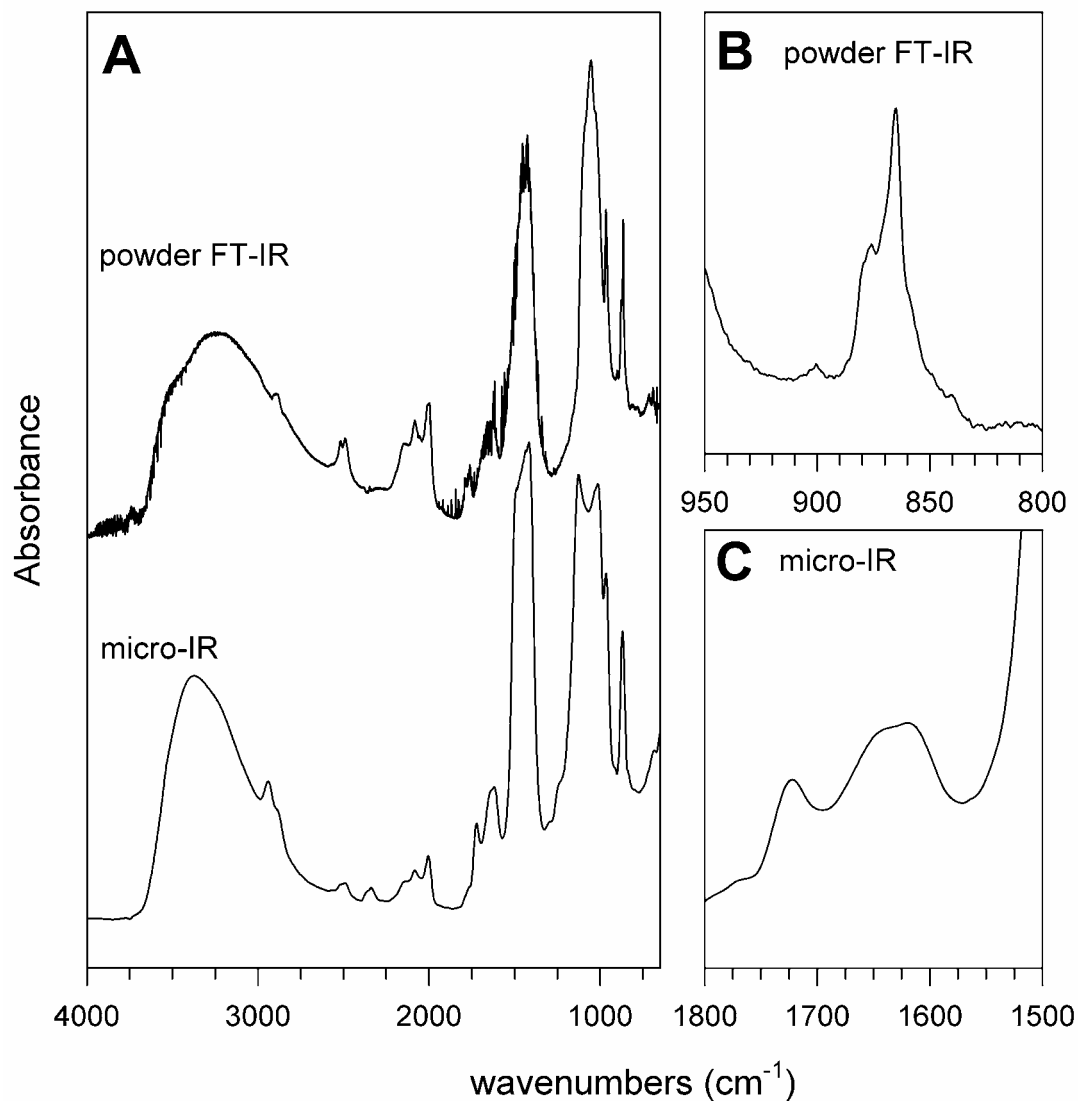 A
powder FT-IR
micro-IR
Absorbance
4000 3000 2000 1000
B powder FT-IR
950 900 850 800
C micro-IR
1800 1700 1600 1500
wavenumbers (cm⁻¹)